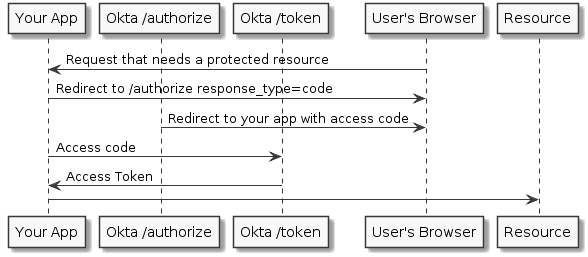 Your App
Okta /authorize
Okta /token
User's Browser
Resource
Request that needs a protected resource
Redirect to /authorize response_type=code
Redirect to your app with access code
Access code
Access Token
Your App
Okta /authorize
Okta /token
User's Browser
Resource